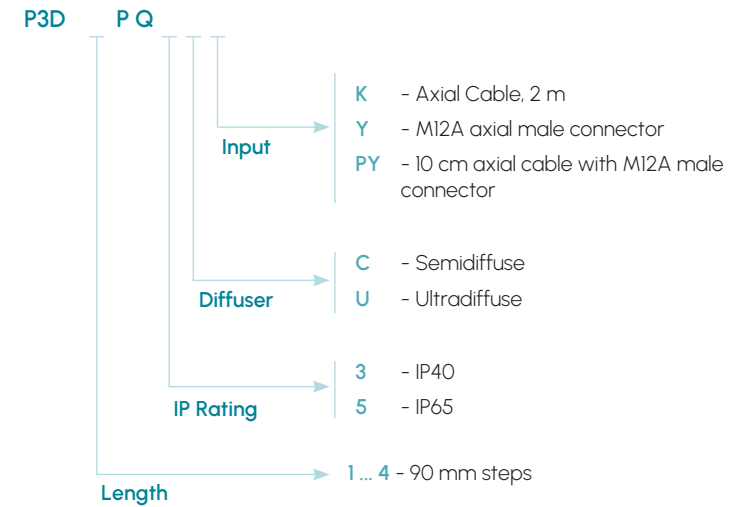 P3D P Q
K - Axial Cable, 2 m
Y - M12A axial male connector
Input
PY - 10 cm axial cable with M12A male
connector
C - Semidiffuse
Diffuser
U - Ultradiffuse
3 - IP40
IP Rating
5 - IP65
1 ... 4 - 90 mm steps
Length